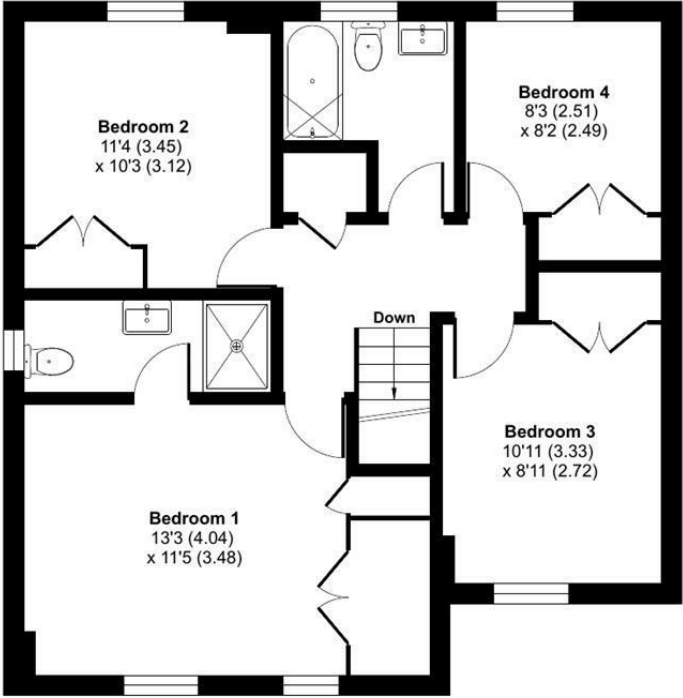 Bedroom 2
11'4 (3.45)
x 10'3 (3.12)
Bedroom 4
8'3 (2.51)
x 8'2 (2.49)
Down
Bedroom 3
10'11 (3.33)
x 8'11 (2.72)
Bedroom 1
13'3 (4.04)
x 11'5 (3.48)